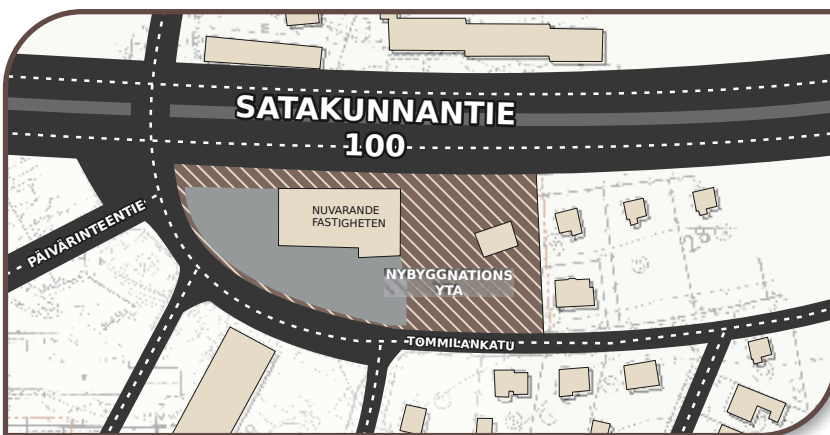 SATAKUNNANTIE
100
PÄIVÄRINTEENTIE
NUVARANDE
FASTIGHETEN
NYBYGGNATIONS
YTA
TOMMILANKATU